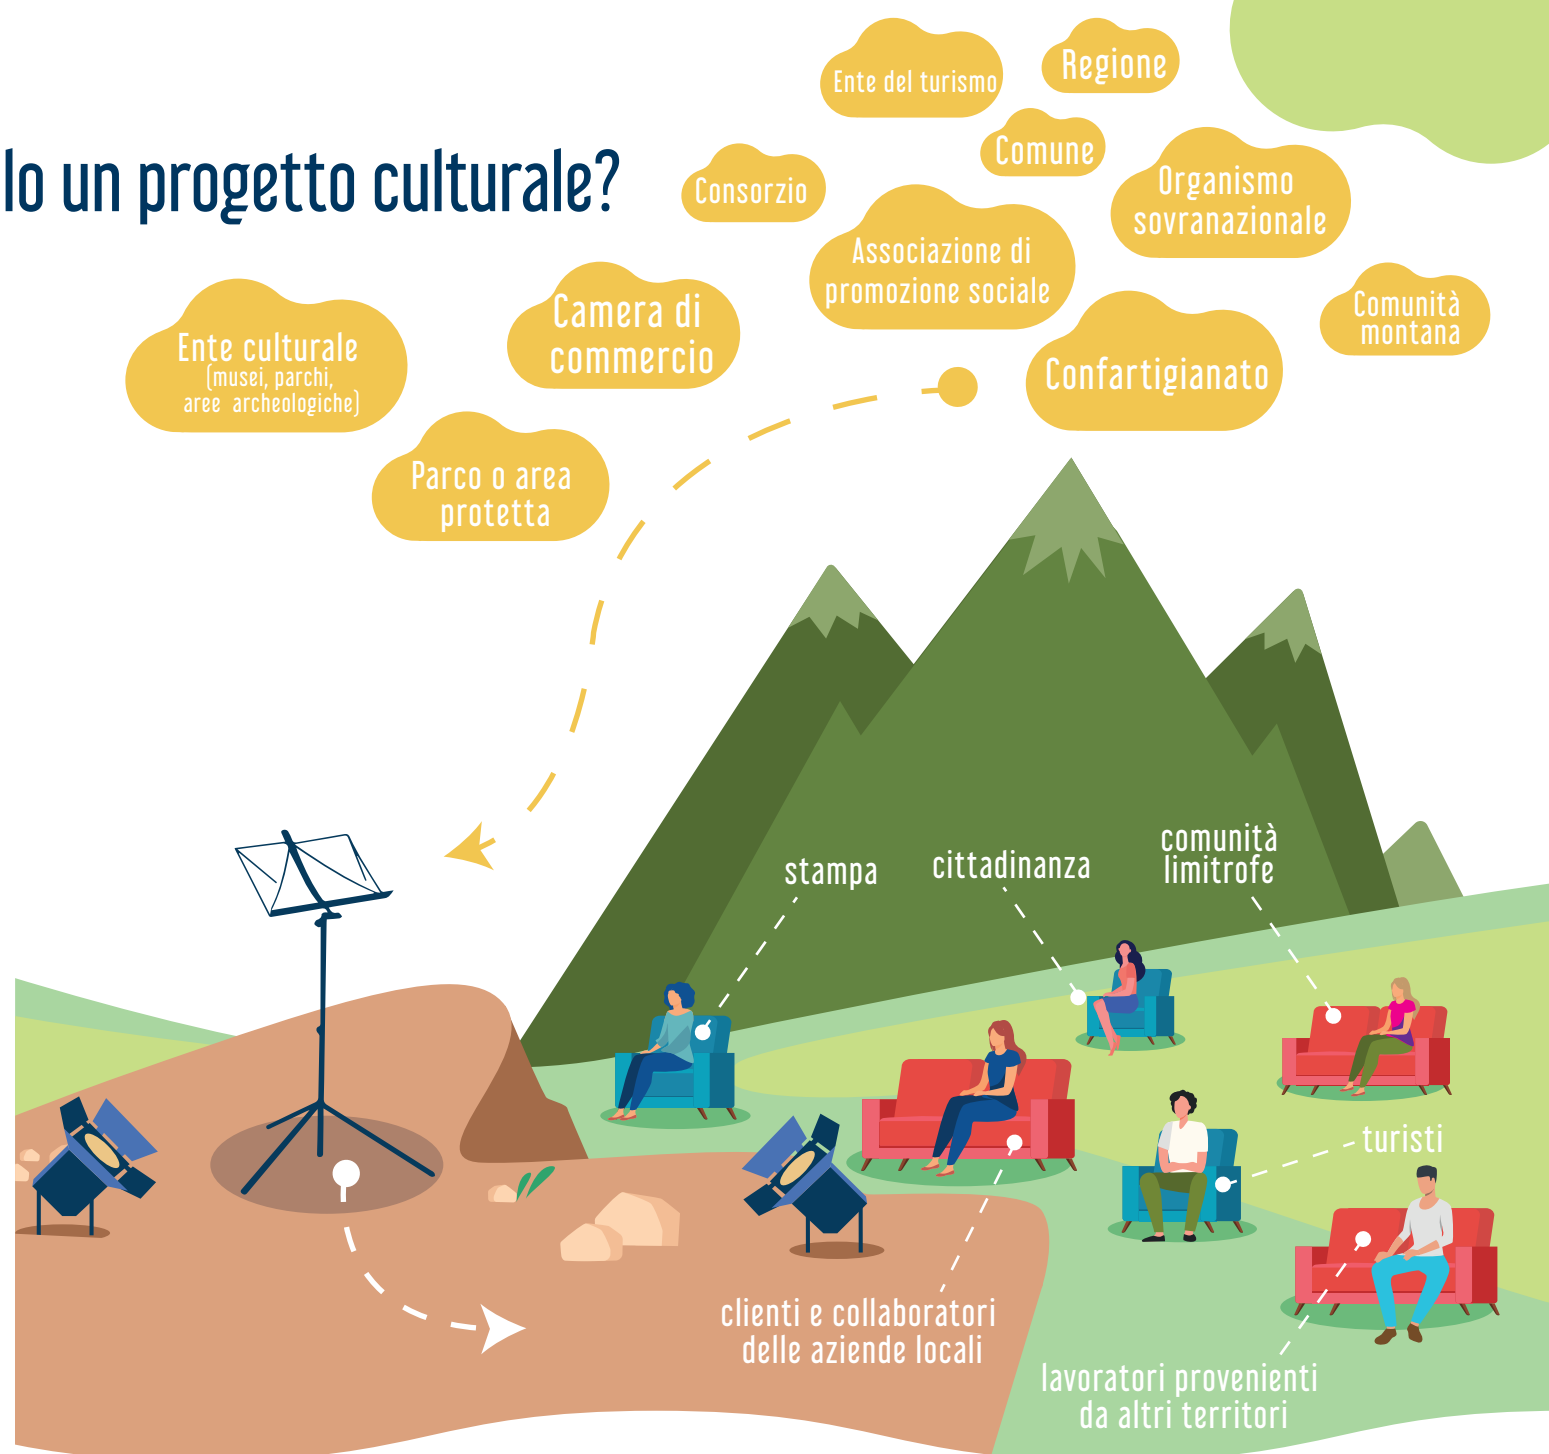 lo un progetto culturale?
Ente del turismo
Regione
Comune
Consorzio
Organismo
sovranazionale
Associazione di
promozione sociale
Comunità
montana
Camera di
commercio
Ente culturale
(musei, parchi,
aree archeologiche)
Confartigianato
Parco o area
protetta
stampa
cittadinanza
comunità
limitrofe
turisti
clienti e collaboratori
delle aziende locali
lavoratori provenienti
da altri territori